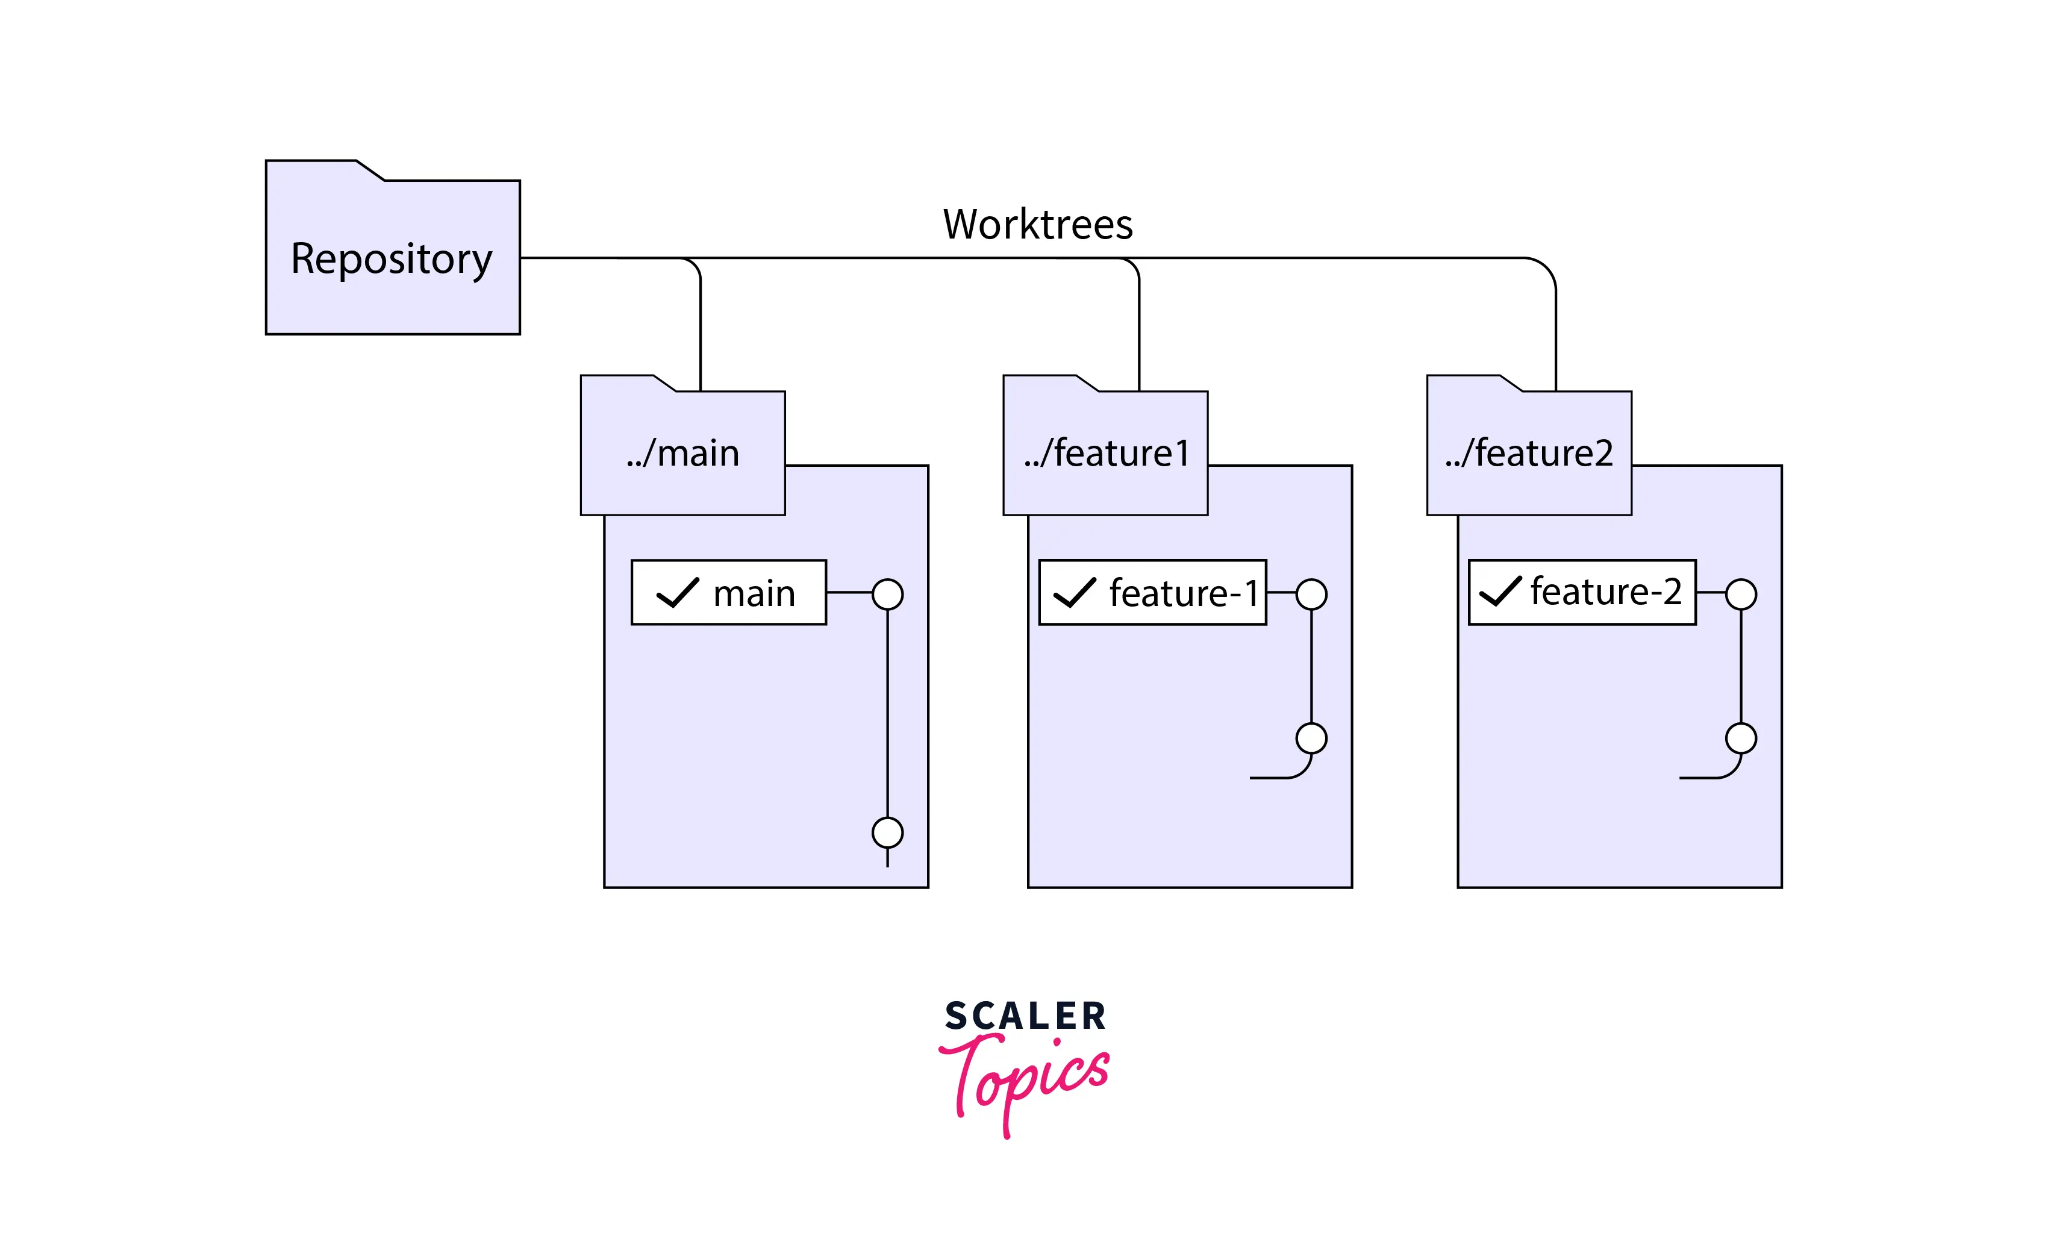 Worktrees
Repository
../main
../feature1
../feature2
main
feature-1
feature-2
SCALER
Topics